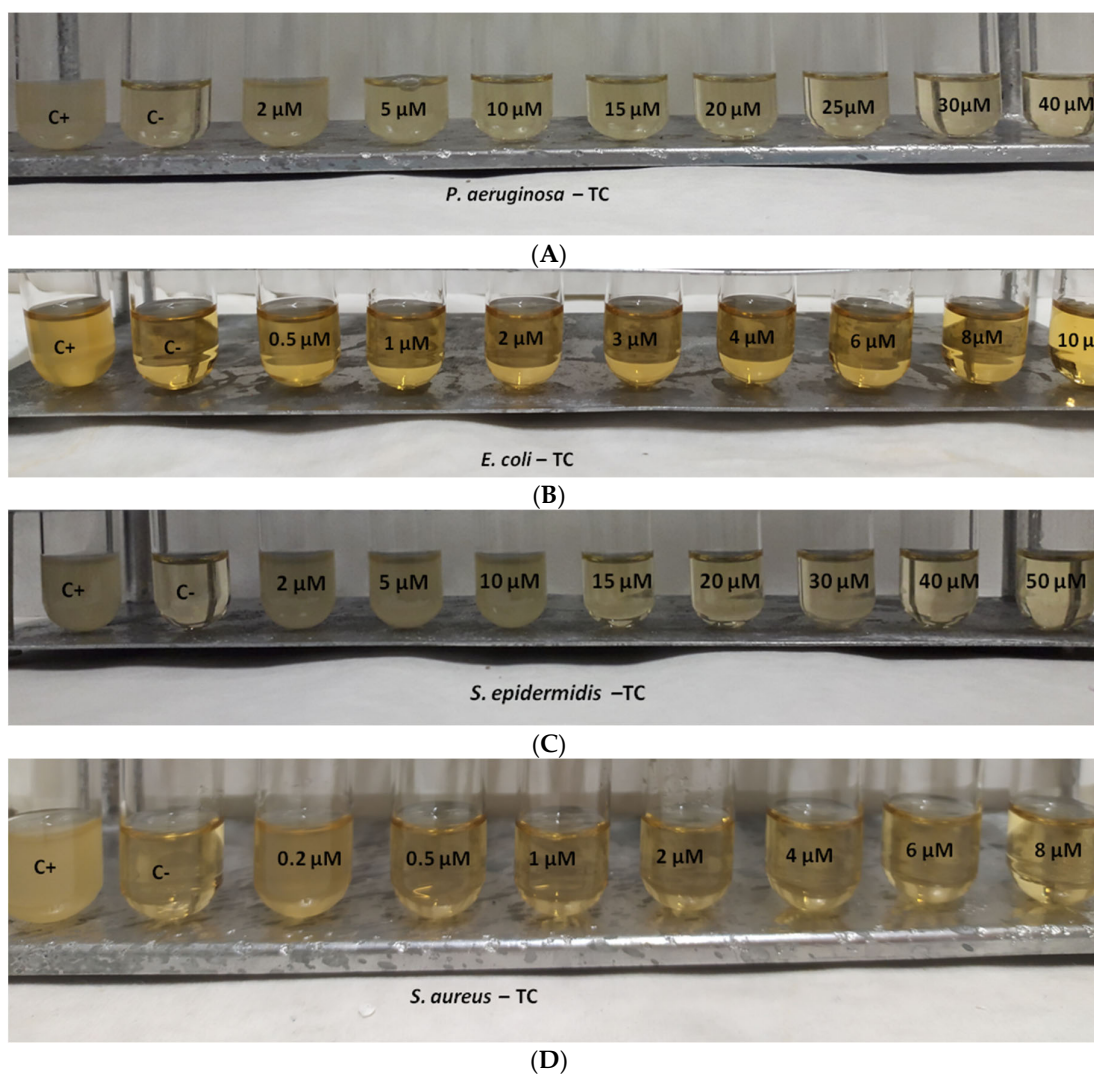 C+ C- 2 µM 5 µM 10 µM 15 µM 20 µM 25µM 30µM 40 µM
P. aeruginosa – TC
(A)
C+ C- 0.5 µM 1 µM 2 µM 3 µM 4 µM 6 µM 8µM 10 µ
E. coli – TC
(B)
C+ C- 2 µM 5 µM 10 µM 15 µM 20 µM 30 µM 40 µM 50 µM
S. epidermidis –TC
(C)
C+ C- 0.2 µM 0.5 µM 1 µM 2 µM 4 µM 6 µM 8 µM
S. aureus – TC
(D)